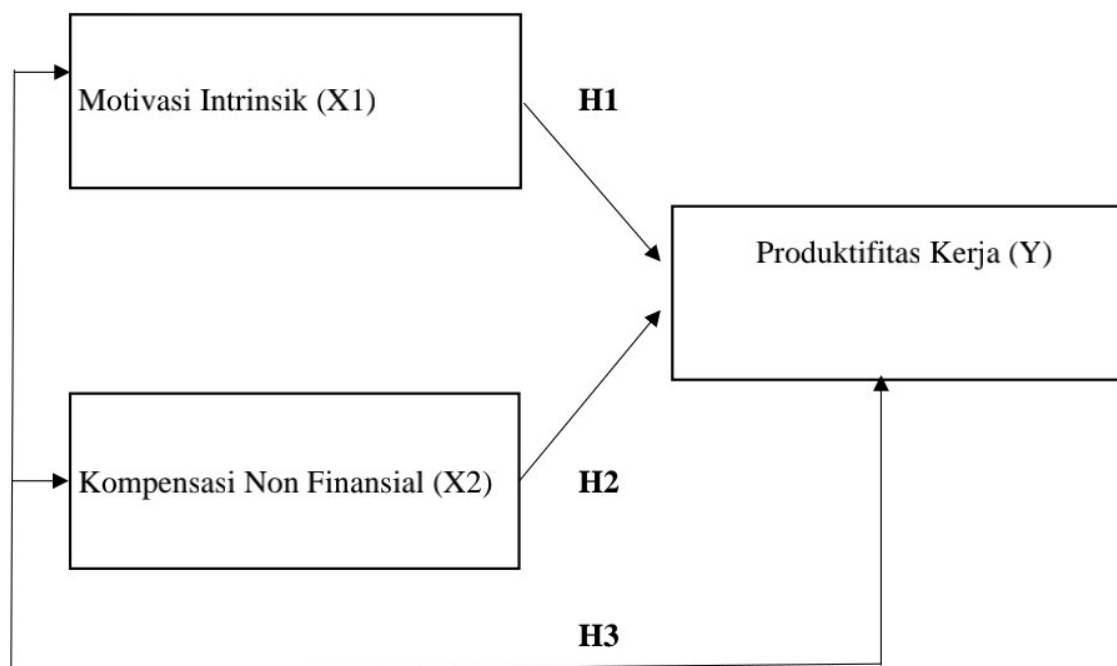 Motivasi Intrinsik (X1)
H1
Produktifitas Kerja (Y)
Kompensasi Non Finansial (X2)
H2
H3